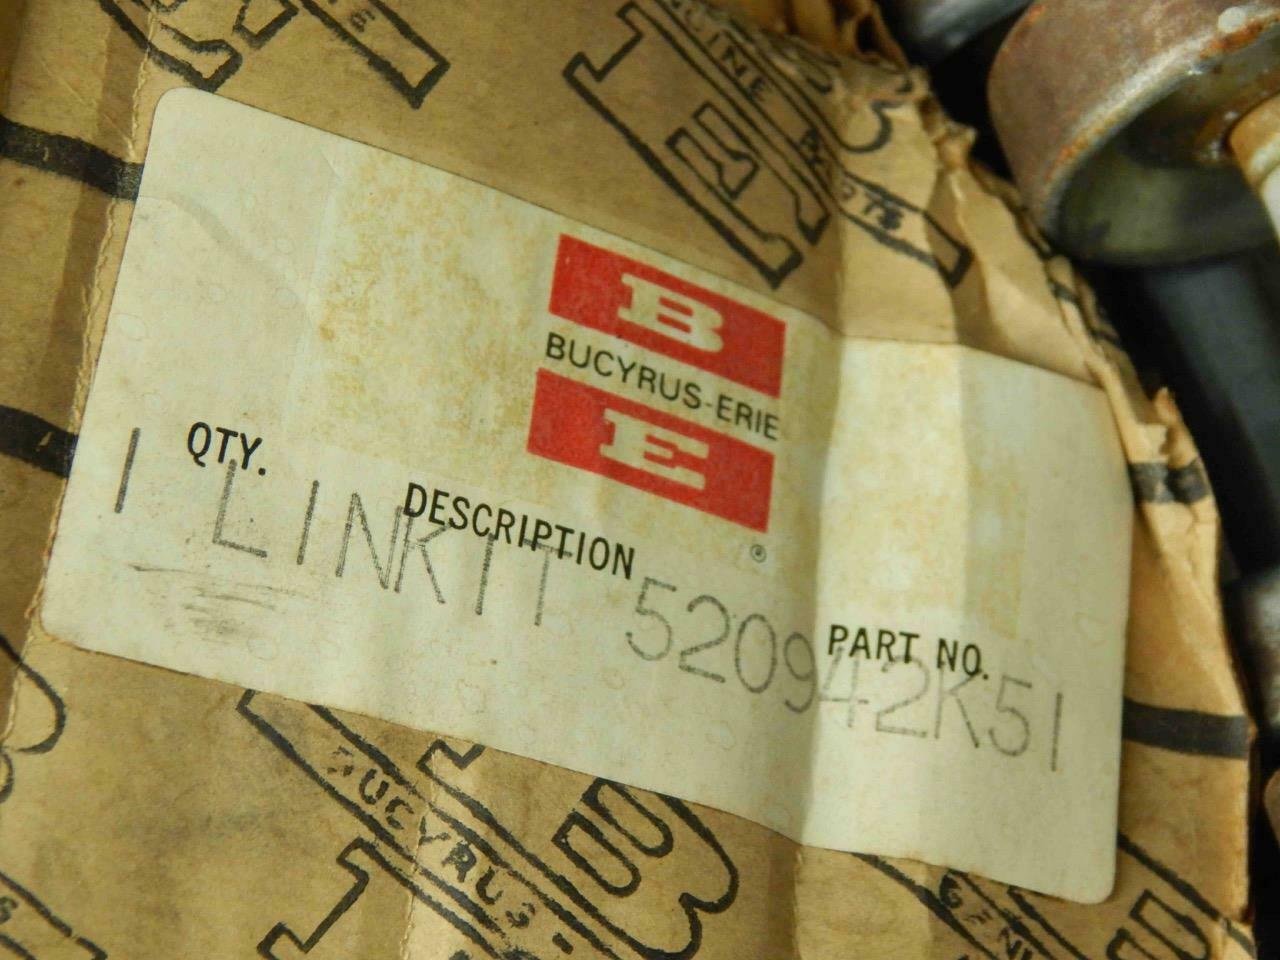 B
BUCYRUS-ERIE
E
®
QTY.
DESCRIPTION
PART NO.
1 LINKIT 520942K51
E
B
BUCYRUS-